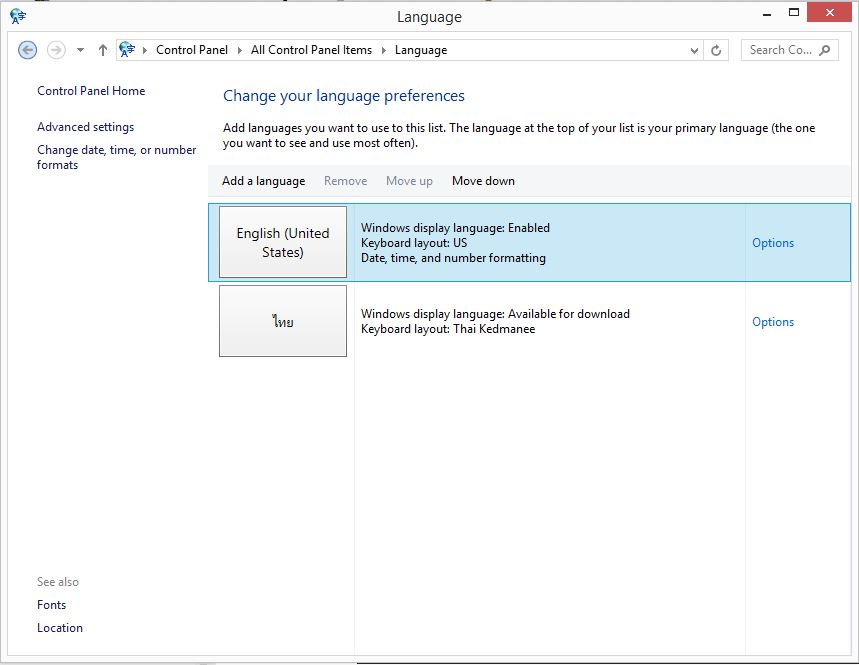 Language
Control Panel
All Control Panel Items
Language
Search Co...
Control Panel Home
Advanced settings
Change date, time, or number
formats
Change your language preferences
Add languages you want to use to this list. The language at the top of your list is your primary language (the one
you want to see and use most often).
Add a language
Remove
Move up
Move down
English (United
States)
Windows display language: Enabled
Keyboard layout: US
Date, time, and number formatting
Options
ไทย
Windows display language: Available for download
Keyboard layout: Thai Kedmanee
Options
See also
Fonts
Location